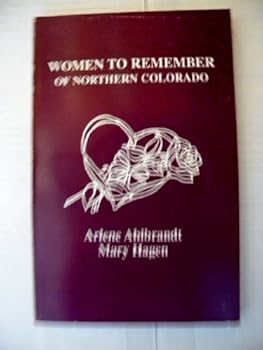 WOMEN TO REMEMBER
OF NORTHERN COLORADO
Arlene Ahlbrandt
Mary Hagen